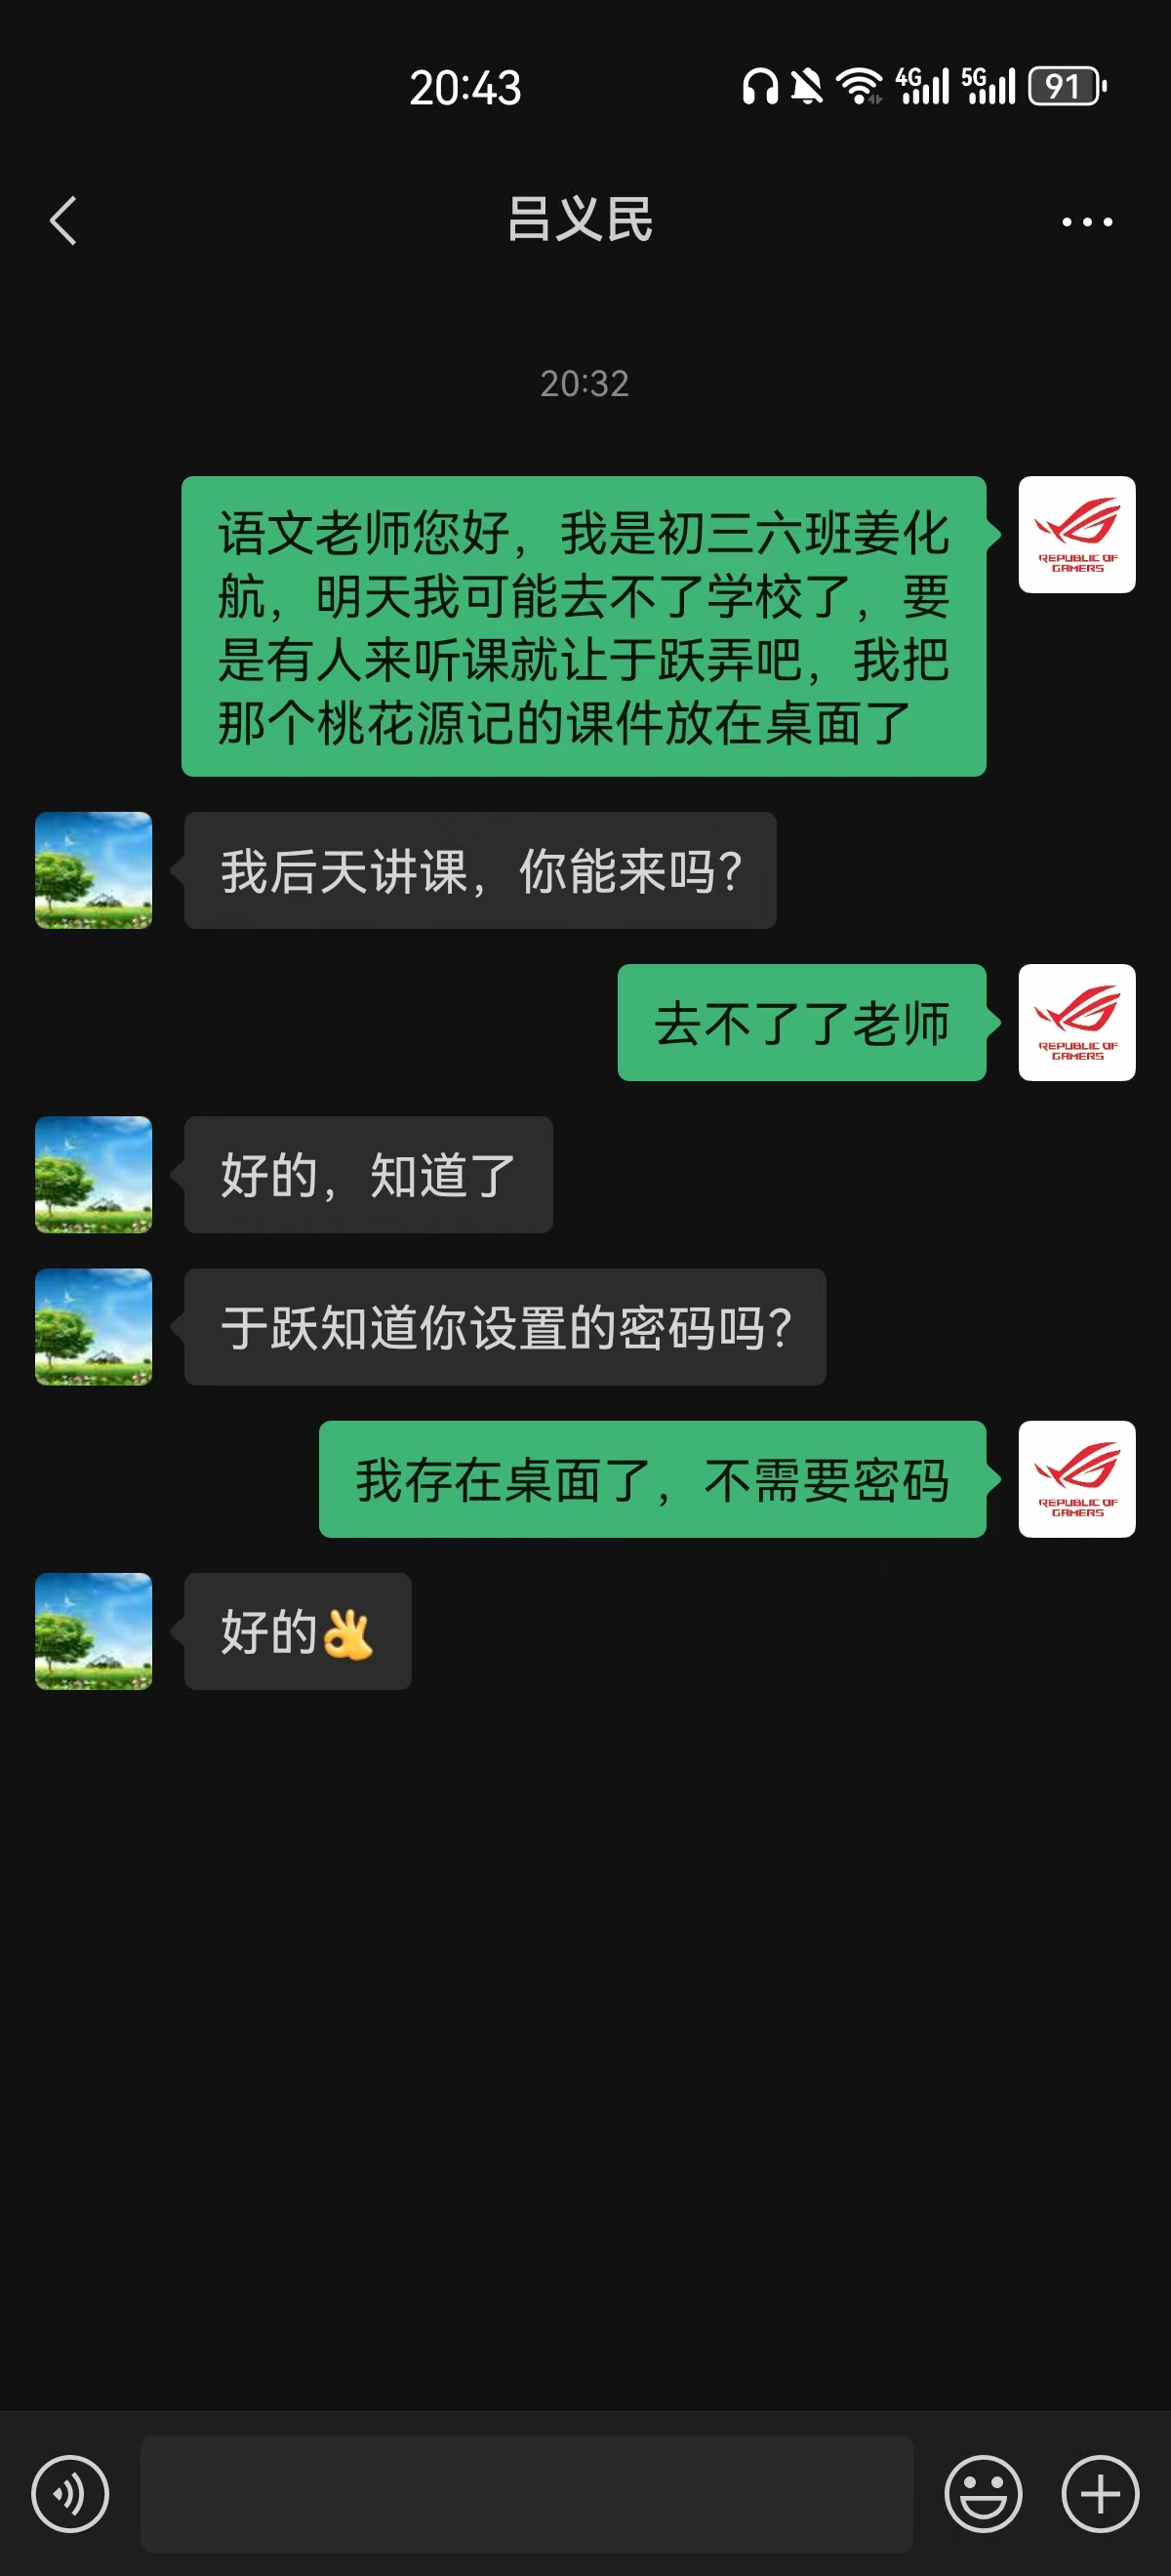 20:43
4G 5G 91
吕义民
20:32
语文老师您好，我是初三六班姜化
航，明天我可能去不了学校了，要
是有人来听课就让于跃弄吧，我把
那个桃花源记的课件放在桌面了
REPUBLIC OF
GAMERS
我后天讲课，你能来吗？
去不了了老师
REPUBLIC OF
GAMERS
好的，知道了
于跃知道你设置的密码吗？
我存在桌面了，不需要密码
REPUBLIC OF
GAMERS
好的👌